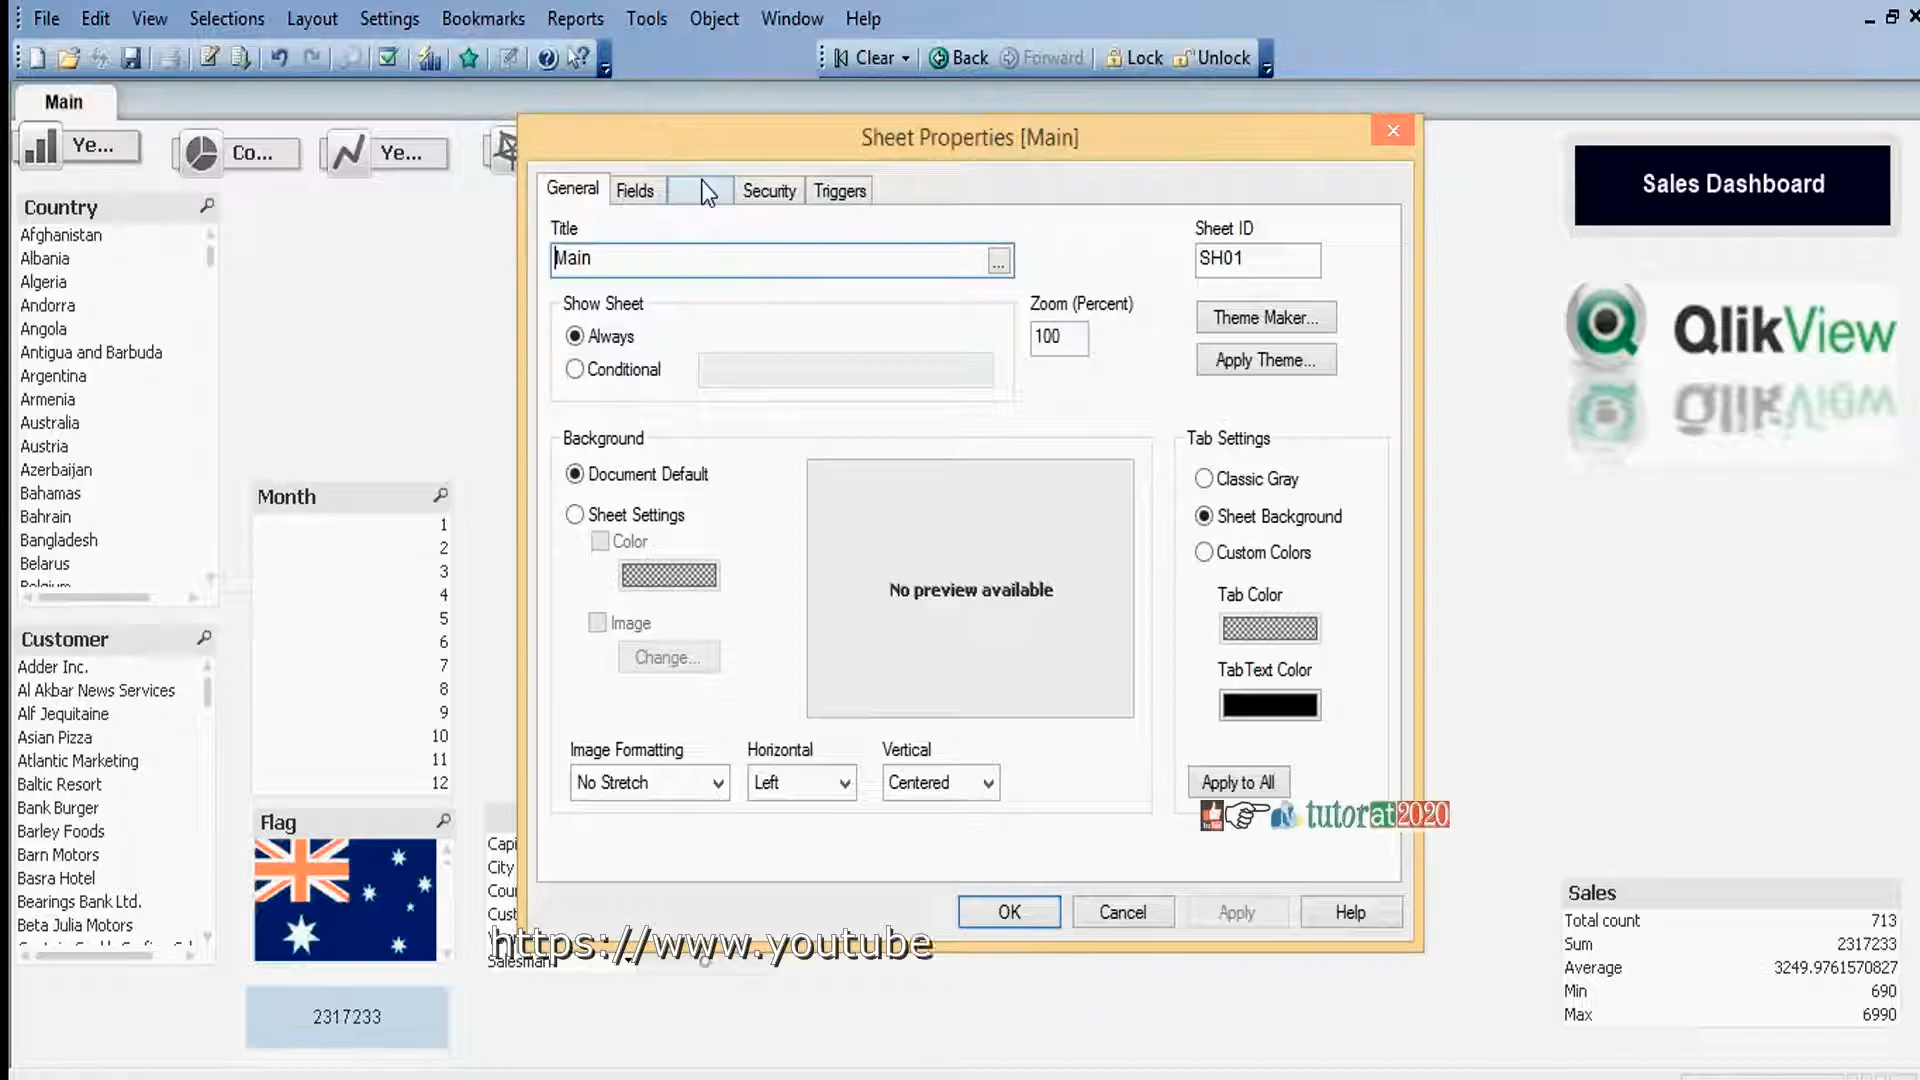 File Edit View Selections Layout Settings Bookmarks Reports Tools Object Window Help
Clear Back Forward Lock Unlock
Main
Ye... Co... Ye...
Sheet Properties [Main]
General Fields Security Triggers
Title
Main
...
Sheet ID
SH01
Show Sheet
Always
Conditional
Zoom (Percent)
100
Theme Maker...
Apply Theme...
Background
Document Default
Sheet Settings
Color
Image
Change...
No preview available
Image Formatting
No Stretch
Horizontal
Left
Vertical
Centered
Tab Settings
Classic Gray
Sheet Background
Custom Colors
Tab Color
Tab Text Color
Apply to All
OK Cancel Apply Help
Country
Afghanistan
Albania
Algeria
Andorra
Angola
Antigua and Barbuda
Argentina
Armenia
Australia
Austria
Azerbaijan
Bahamas
Bahrain
Bangladesh
Belarus
Belgium
Customer
Adder Inc.
Al Akbar News Services
Alf Jequitaine
Asian Pizza
Atlantic Marketing
Baltic Resort
Bank Burger
Barley Foods
Barn Motors
Basra Hotel
Bearings Bank Ltd.
Beta Julia Motors
Month
1
2
3
4
5
6
7
8
9
10
11
12
Flag
2317233
Capi
City
Cour
Cust
Salesman
https://www.youtube
tutorat2020
Sales Dashboard
QlikView
Sales
Total count 713
Sum 2317233
Average 3249.9761570827
Min 690
Max 6990